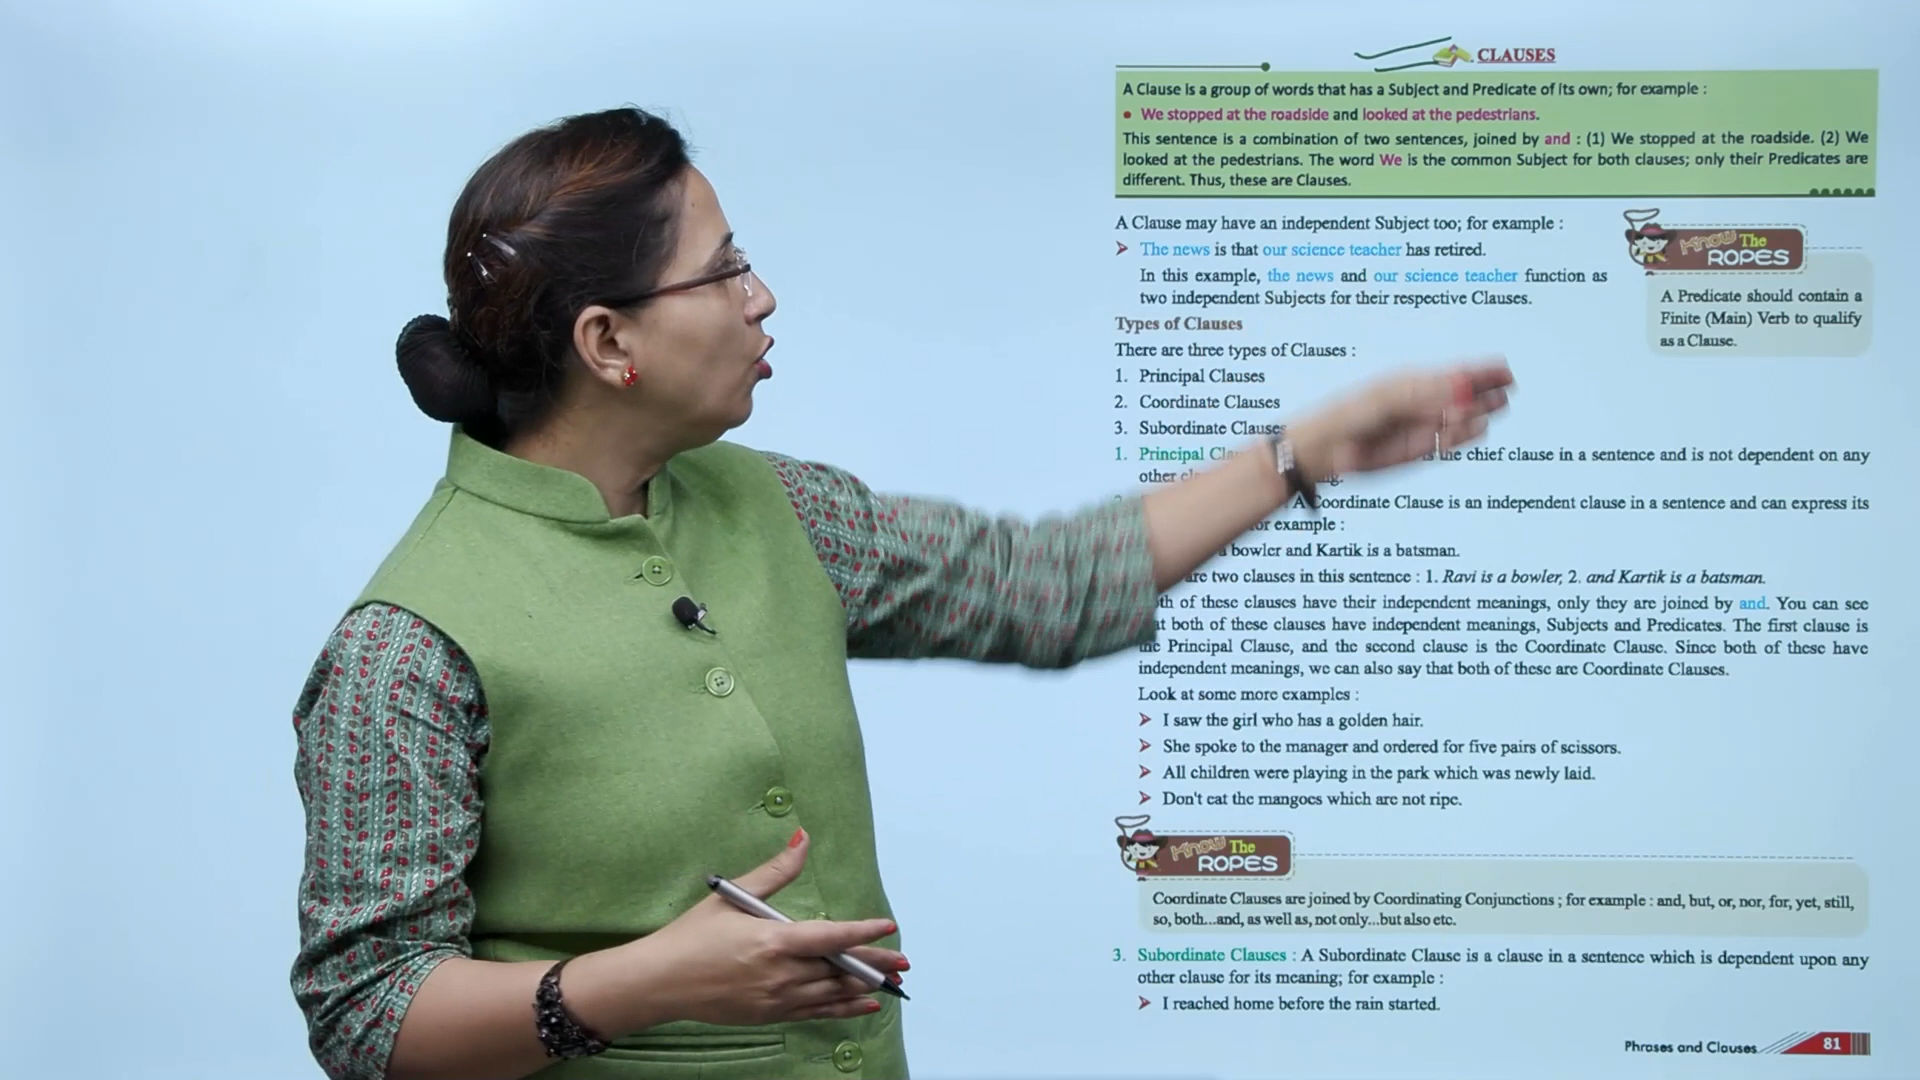 CLAUSES
A Clause is a group of words that has a Subject and Predicate of its own; for example :
• We stopped at the roadside and looked at the pedestrians.
This sentence is a combination of two sentences, joined by and : (1) We stopped at the roadside. (2) We
looked at the pedestrians. The word We is the common Subject for both clauses; only their Predicates are
different. Thus, these are Clauses.
A Clause may have an independent Subject too; for example :
➤ The news is that our science teacher has retired.
In this example, the news and our science teacher function as
two independent Subjects for their respective Clauses.
Know The
ROPES
A Predicate should contain a
Finite (Main) Verb to qualify
as a Clause.
Types of Clauses
There are three types of Clauses :
1. Principal Clauses
2. Coordinate Clauses
3. Subordinate Clauses
1. Principal the chief clause in a sentence and is not dependent on any
other
A Coordinate Clause is an independent clause in a sentence and can express its
for example :
bowler and Kartik is a batsman.
are two clauses in this sentence : 1. Ravi is a bowler, 2. and Kartik is a batsman.
of these clauses have their independent meanings, only they are joined by and. You can see
both of these clauses have independent meanings, Subjects and Predicates. The first clause is
the Principal Clause, and the second clause is the Coordinate Clause. Since both of these have
independent meanings, we can also say that both of these are Coordinate Clauses.
Look at some more examples :
➤ I saw the girl who has a golden hair.
➤ She spoke to the manager and ordered for five pairs of scissors.
➤ All children were playing in the park which was newly laid.
➤ Don't eat the mangoes which are not ripe.
Know The
ROPES
Coordinate Clauses are joined by Coordinating Conjunctions ; for example : and, but, or, nor, for, yet, still,
so, both...and, as well as, not only...but also etc.
3. Subordinate Clauses : A Subordinate Clause is a clause in a sentence which is dependent upon any
other clause for its meaning; for example :
➤ I reached home before the rain started.
Phrases and Clauses 81